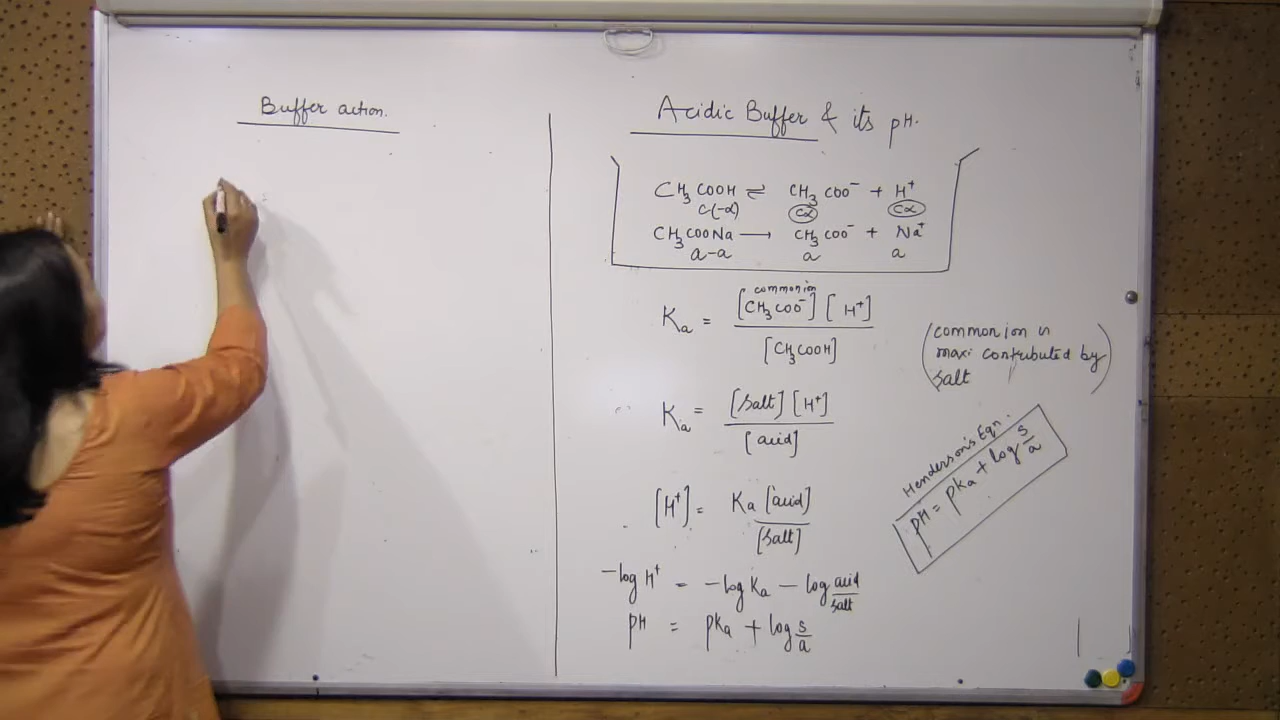 Buffer action.
Acidic Buffer & its pH.
CH₃COOH ⇌ CH₃COO⁻ + H⁺
C(-α) Cα Cα
CH₃COONa → CH₃COO⁻ + Na⁺
a-a a a
common ion
Ka = [CH₃COO⁻] [H⁺]
[CH₃COOH]
(common ion is
maxi contributed by
salt)
Ka = [Salt] [H⁺]
[acid]
[H⁺] = Ka [acid]
[Salt]
-log H⁺ = -log Ka - log acid/salt
pH = pKa + log s/a
Henderson's Eqn.
pH = pKa + log s/a